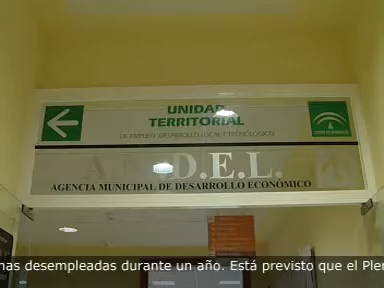 UNIDAD
TERRITORIAL
DE EMPLEO, DESARROLLO LOCAL Y TECNOLÓGICO
D.E.L.
AGENCIA MUNICIPAL DE DESARROLLO ECONÓMICO
nas desempleadas durante un año. Está previsto que el Plen